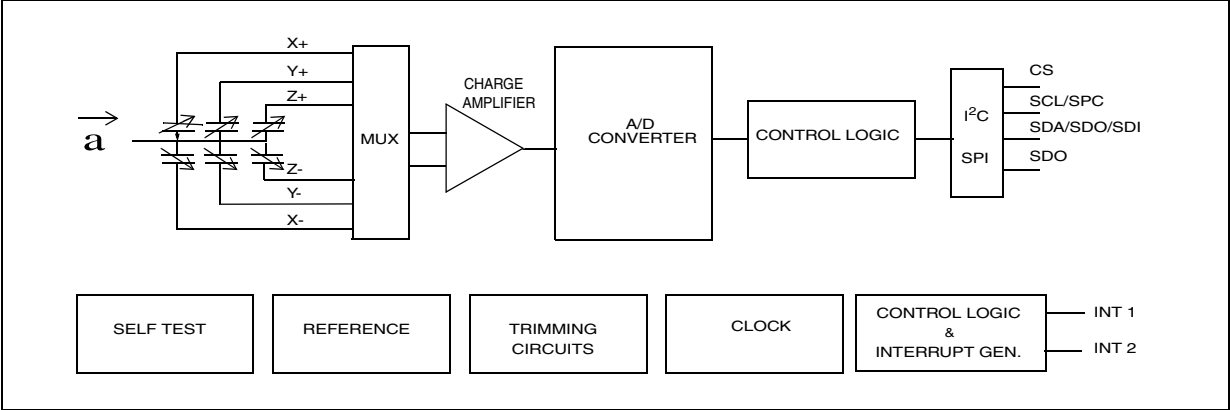 X+
Y+
Z+
a
Z-
Y-
X-
MUX
CHARGE
AMPLIFIER
A/D
CONVERTER
CONTROL LOGIC
I²C
SPI
CS
SCL/SPC
SDA/SDO/SDI
SDO
SELF TEST
REFERENCE
TRIMMING
CIRCUITS
CLOCK
CONTROL LOGIC
&
INTERRUPT GEN.
INT 1
INT 2